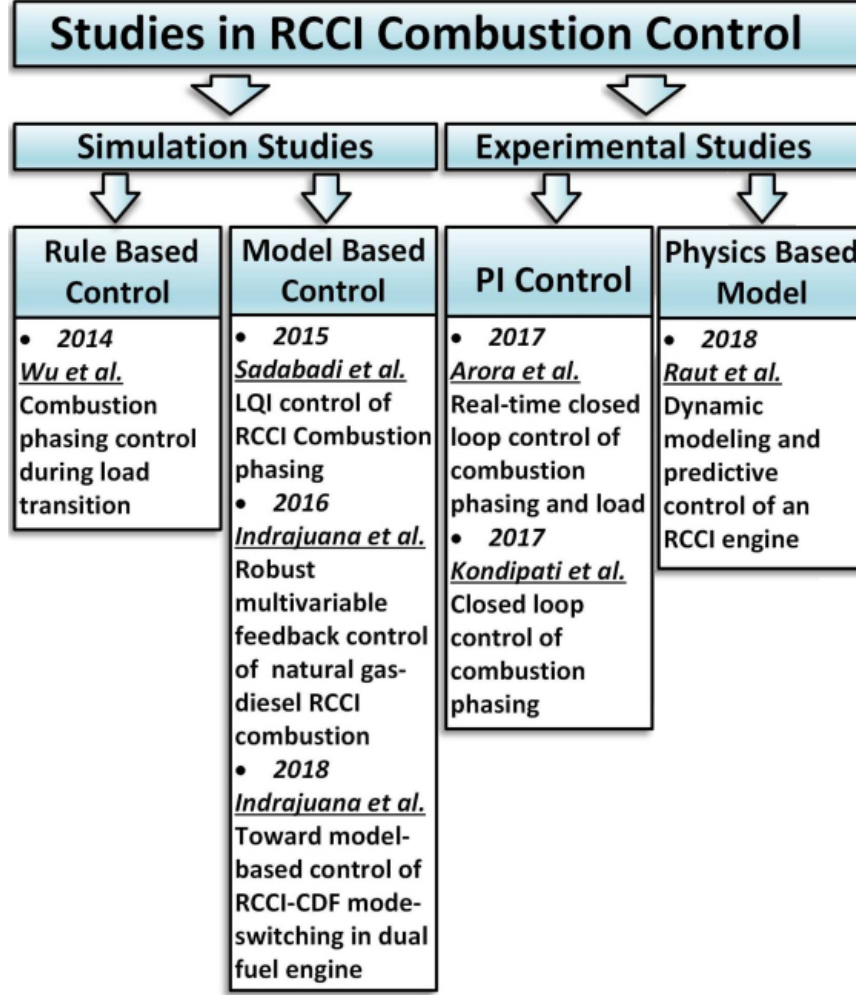 Studies in RCCI Combustion Control
Simulation Studies
Experimental Studies
Rule Based
Control
• 2014
Wu et al.
Combustion
phasing control
during load
transition
Model Based
Control
• 2015
Sadabadi et al.
LQI control of
RCCI Combustion
phasing
• 2016
Indrajuana et al.
Robust
multivariable
feedback control
of natural gas-
diesel RCCI
combustion
• 2018
Indrajuana et al.
Toward model-
based control of
RCCI-CDF mode-
switching in dual
fuel engine
PI Control
• 2017
Arora et al.
Real-time closed
loop control of
combustion
phasing and load
• 2017
Kondipati et al.
Closed loop
control of
combustion
phasing
Physics Based
Model
• 2018
Raut et al.
Dynamic
modeling and
predictive
control of an
RCCI engine